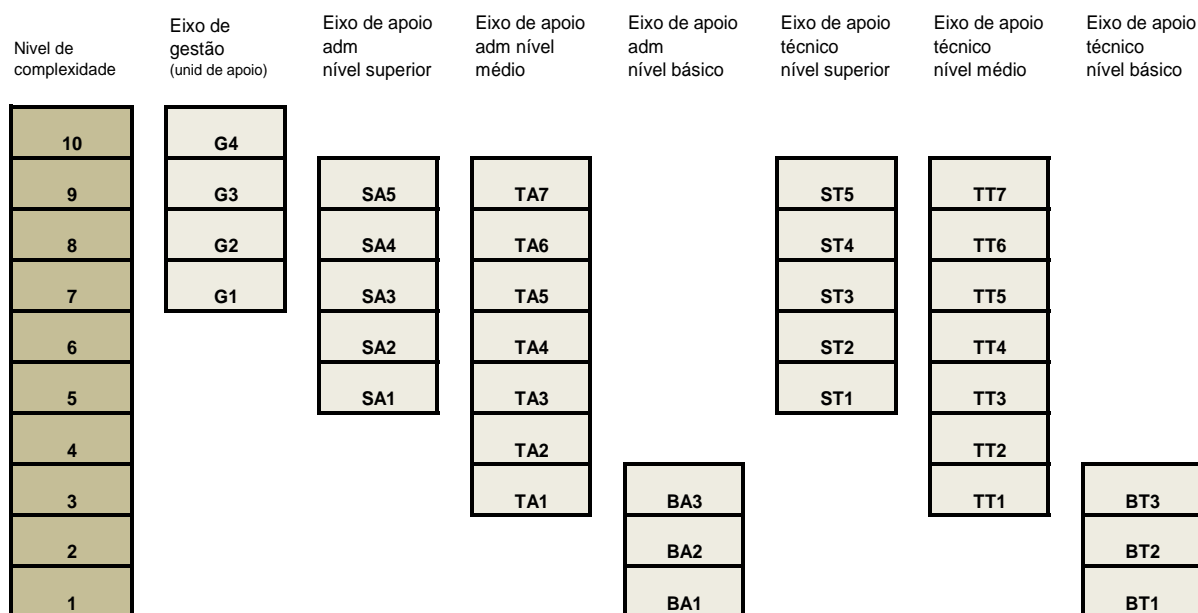 Nivel de
complexidade
Eixo de
gestão
(unid de apoio)
Eixo de apoio
adm
nível superior
Eixo de apoio
adm nível
médio
Eixo de apoio
adm
nível básico
Eixo de apoio
técnico
nível superior
Eixo de apoio
técnico
nível médio
Eixo de apoio
técnico
nível básico
10 G4
9 G3 SA5 TA7 ST5 TT7
8 G2 SA4 TA6 ST4 TT6
7 G1 SA3 TA5 ST3 TT5
6 SA2 TA4 ST2 TT4
5 SA1 TA3 ST1 TT3
4 TA2 TT2
3 TA1 BA3 TT1 BT3
2 BA2 BT2
1 BA1 BT1